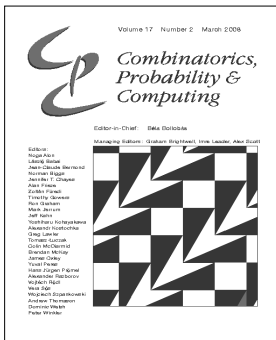 Volume 17 Number 2 March 2008
Combinatorics,
Probability &
Computing
Editor-in-Chief: Béla Bollobás
Managing Editors: Graham Brightwell, Imre Leader, Alex Scott
Editors:
Noga Alon
László Babai
Jean-Claude Bermond
Norman Biggs
Jennifer T. Chayes
Alan Frieze
Zoltán Füredi
Timothy Gowers
Ron Graham
Mark Jerrum
Jeff Kahn
Yoshiharu Kohayakawa
Alexandr Kostochka
Greg Lawler
Tomasz Łuczak
Colin McDiarmid
Brendan McKay
James Oxley
Yuval Peres
Hans Jürgen Prömel
Alexander Razborov
Vojtěch Rödl
Vera Sós
Wojciech Szpankowski
Andrew Thomason
Dominic Welsh
Peter Winkler